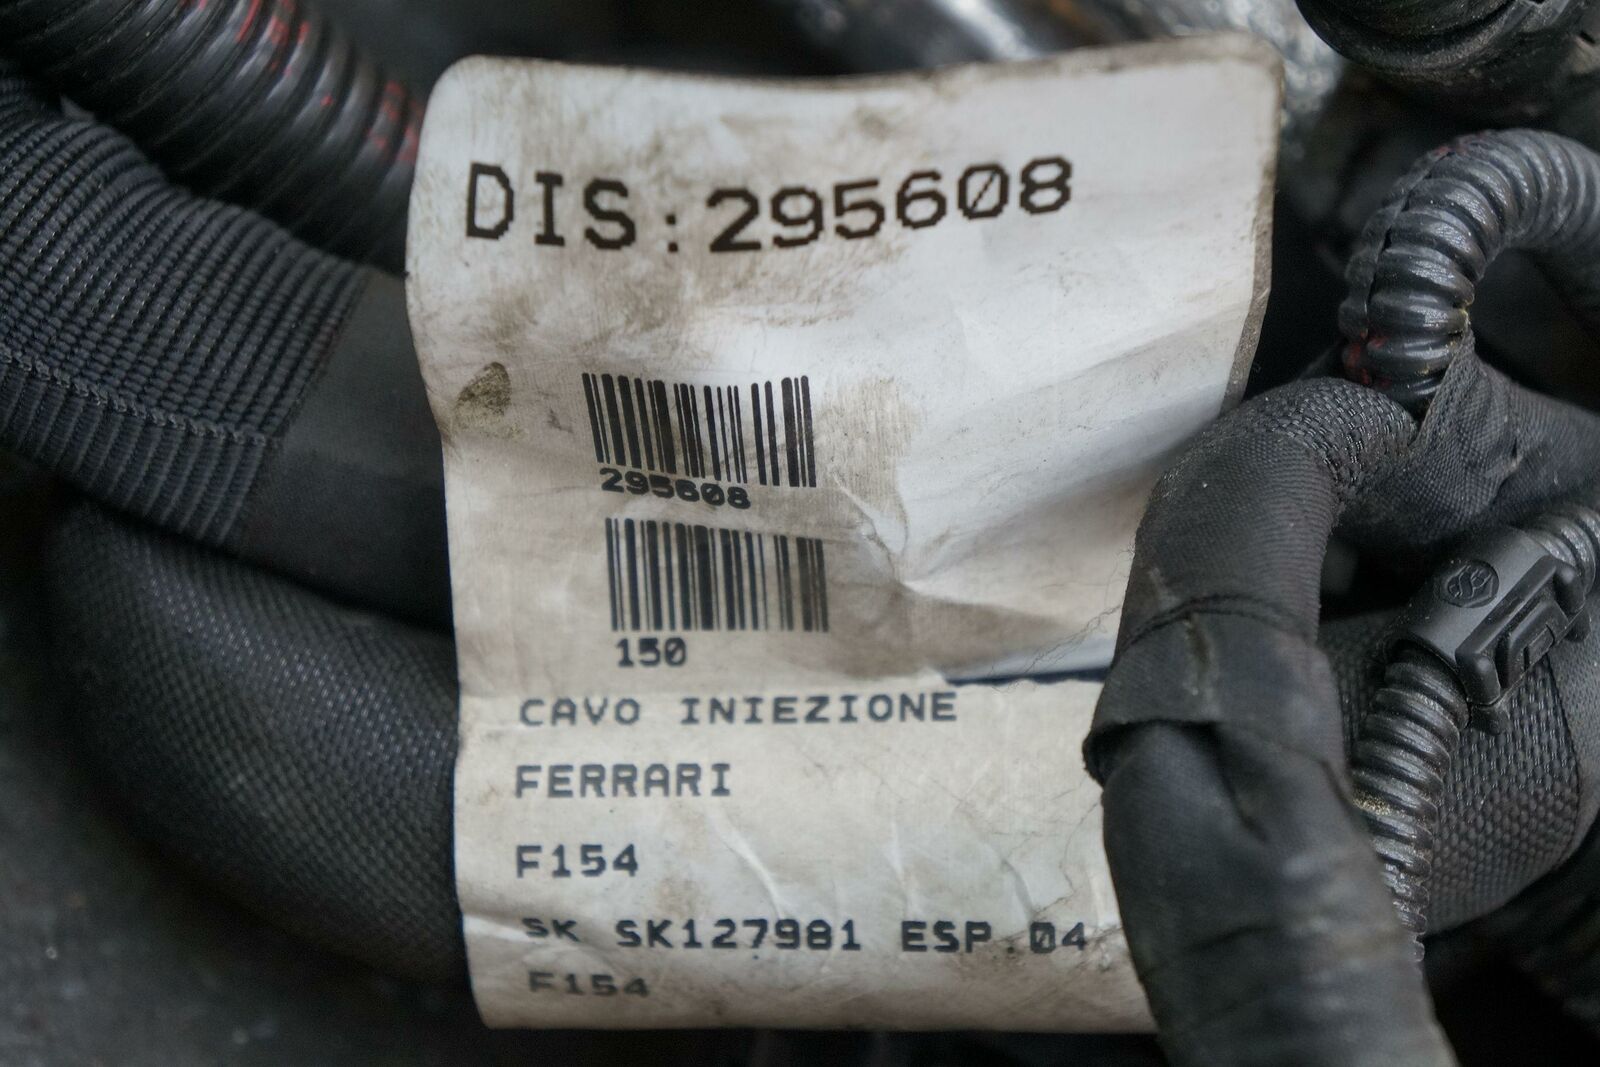 DIS:295608
295608
150
CAVO INIEZIONE
FERRARI
F154
SK SK127981 ESP.04
F154